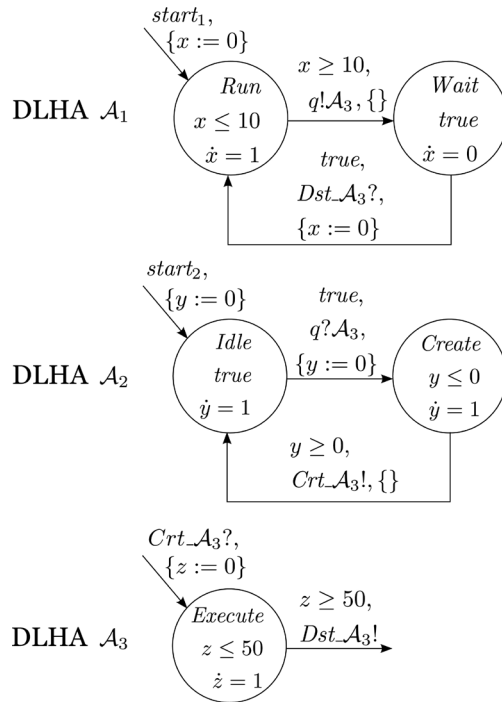 start₁,
{x := 0}
DLHA 𝒜₁
Run
x ≤ 10
ẋ = 1
x ≥ 10,
q!𝒜₃, {}
Wait
true
ẋ = 0
true,
Dst_𝒜₃?,
{x := 0}
start₂,
{y := 0}
DLHA 𝒜₂
Idle
true
ẏ = 1
true,
q?𝒜₃,
{y := 0}
Create
y ≤ 0
ẏ = 1
y ≥ 0,
Crt_𝒜₃!, {}
Crt_𝒜₃?,
{z := 0}
DLHA 𝒜₃
Execute
z ≤ 50
ż = 1
z ≥ 50,
Dst_𝒜₃!